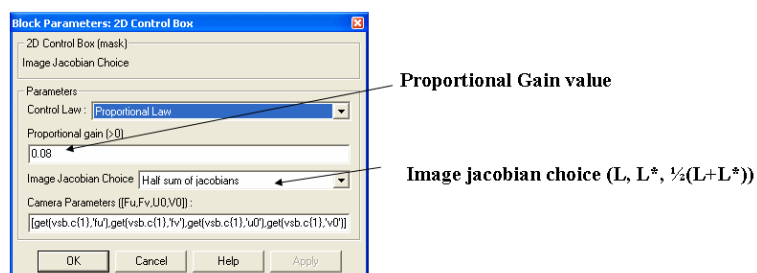 Block Parameters: 2D Control Box
2D Control Box (mask)
Image Jacobian Choice
Parameters
Control Law : Proportional Law
Proportional gain (>0)
0.08
Image Jacobian Choice Half sum of jacobians
Camera Parameters ([Fu,Fv,U0,V0]) :
[get(vsb.c{1},'fu'),get(vsb.c{1},'fv'),get(vsb.c{1},'u0'),get(vsb.c{1},'v0')]
OK Cancel Help Apply
Proportional Gain value
Image jacobian choice (L, L*, ½(L+L*))